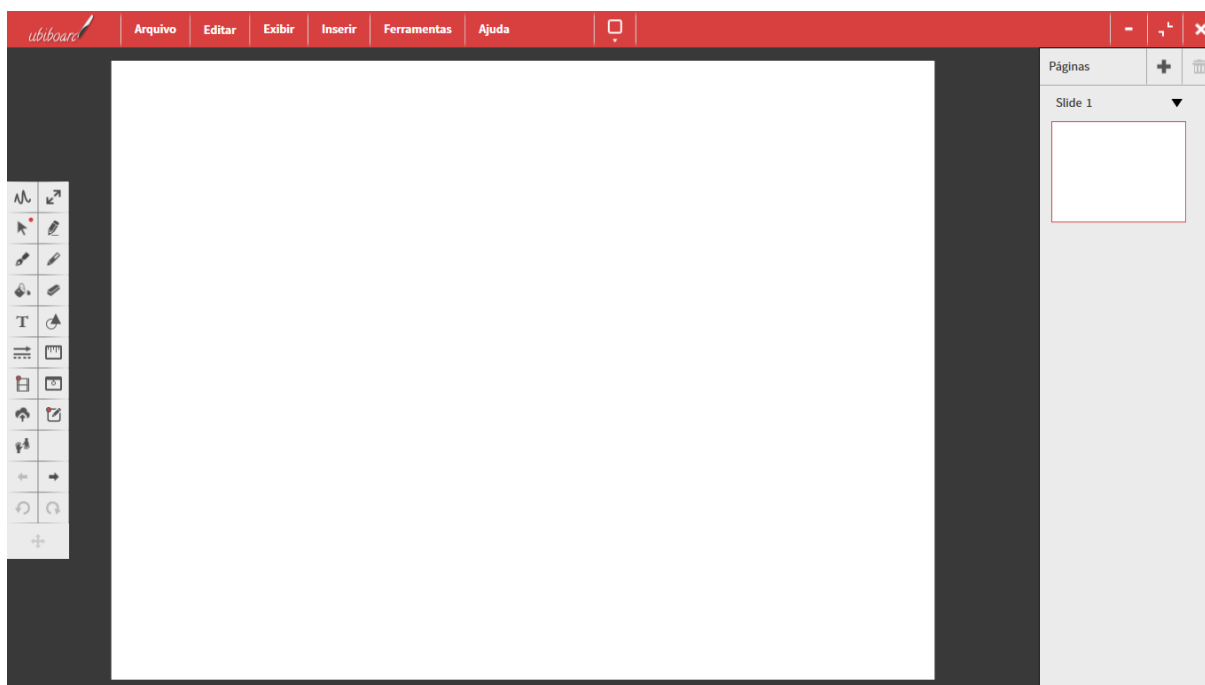 ubiboard
Arquivo
Editar
Exibir
Inserir
Ferramentas
Ajuda
Páginas
Slide 1
T